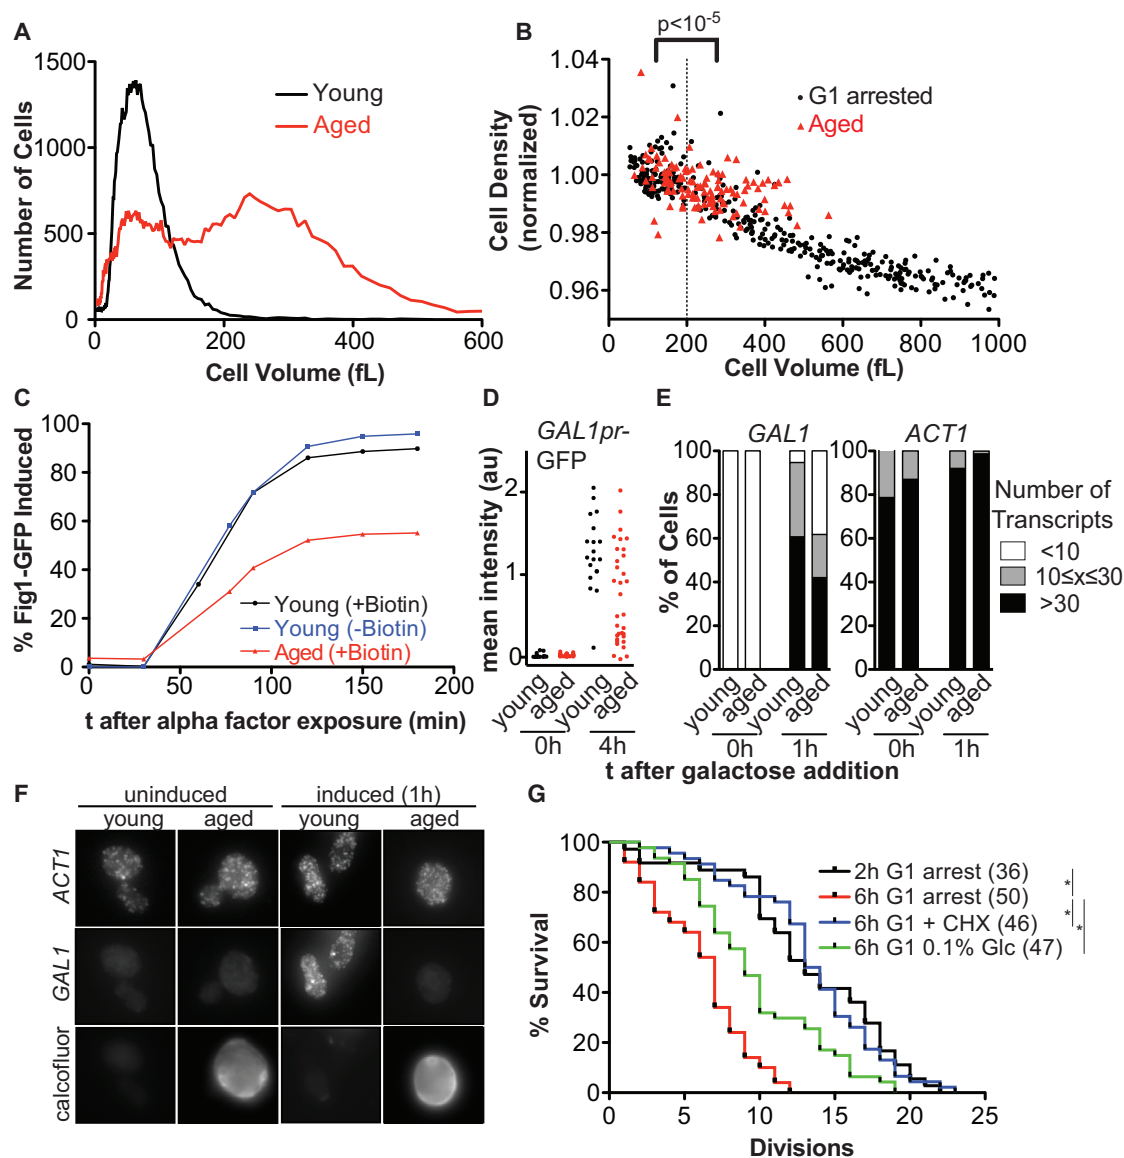 A
1500
1000
500
0
0
200
400
600
Number of Cells
Cell Volume (fL)
Young
Aged
B
p<10-5
1.04
1.02
1.00
0.98
0.96
0
200
400
600
800
1000
Cell Density
(normalized)
Cell Volume (fL)
G1 arrested
Aged
C
100
80
60
40
20
0
0
50
100
150
200
% Fig1-GFP Induced
t after alpha factor exposure (min)
Young (+Biotin)
Young (-Biotin)
Aged (+Biotin)
D
GAL1pr-
GFP
mean intensity (au)
2
1
0
young
aged
young
aged
0h
4h
E
GAL1
ACT1
% of Cells
100
80
60
40
20
0
100
80
60
40
20
0
young
aged
young
aged
young
aged
young
aged
0h
1h
0h
1h
t after galactose addition
Number of
Transcripts
<10
10≤x≤30
>30
F
uninduced
induced (1h)
young
aged
young
aged
ACT1
GAL1
calcofluor
G
100
80
60
40
20
0
0
5
10
15
20
25
% Survival
Divisions
2h G1 arrest (36)
6h G1 arrest (50)
6h G1 + CHX (46)
6h G1 0.1% Glc (47)
*
*
*